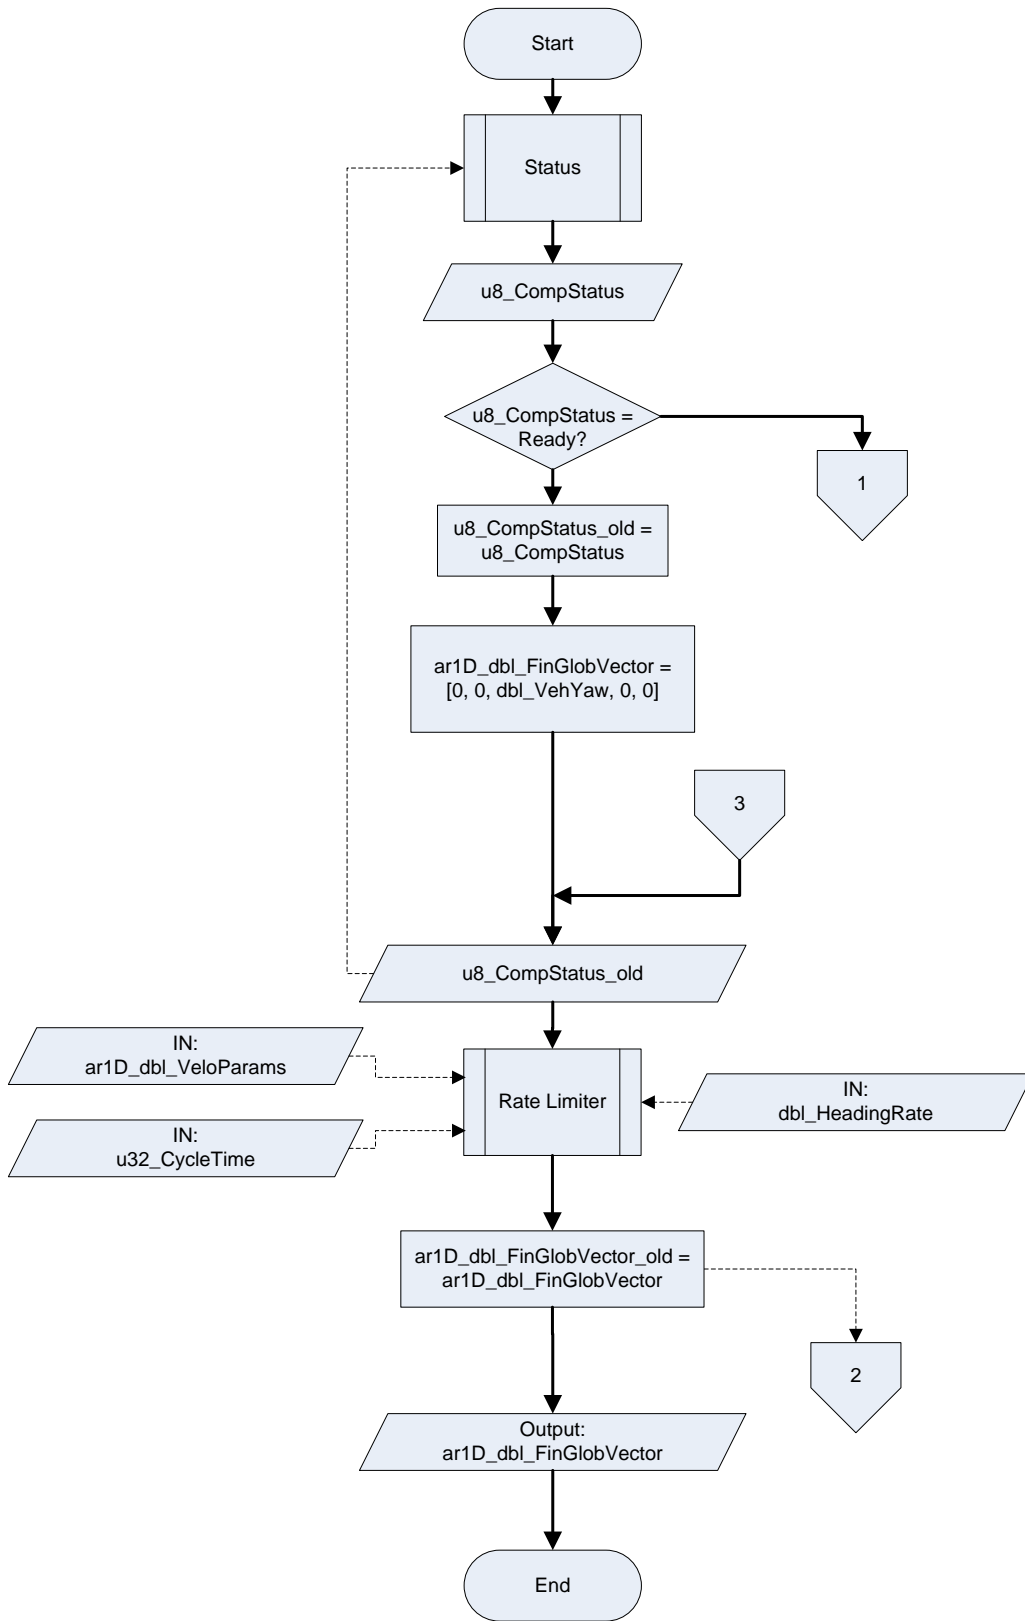 Start
Status
u8_CompStatus
u8_CompStatus =
Ready?
1
u8_CompStatus_old =
u8_CompStatus
ar1D_dbl_FinGlobVector =
[0, 0, dbl_VehYaw, 0, 0]
3
u8_CompStatus_old
IN:
ar1D_dbl_VeloParams
Rate Limiter
IN:
dbl_HeadingRate
IN:
u32_CycleTime
ar1D_dbl_FinGlobVector_old =
ar1D_dbl_FinGlobVector
2
Output:
ar1D_dbl_FinGlobVector
End